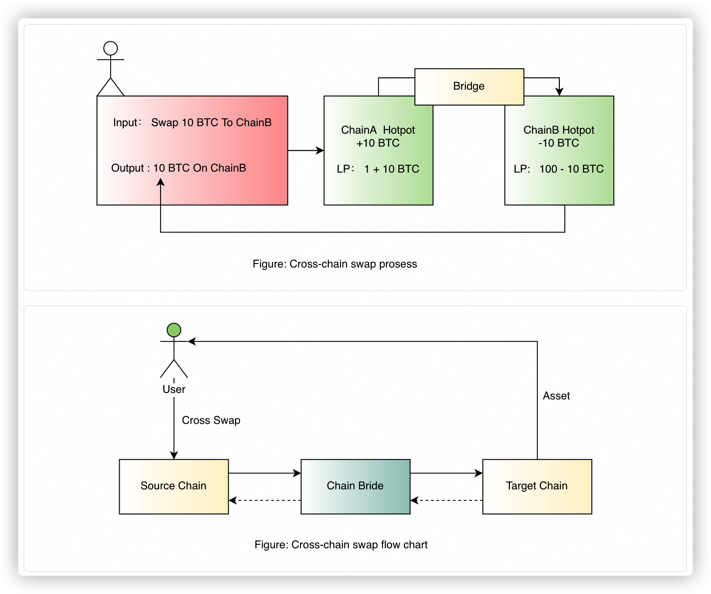 Bridge
Input： Swap 10 BTC To ChainB
Output : 10 BTC On ChainB
ChainA Hotpot
+10 BTC
LP： 1 + 10 BTC
ChainB Hotpot
-10 BTC
LP: 100 - 10 BTC
Figure: Cross-chain swap prosess
User
Cross Swap
Asset
Source Chain
Chain Bride
Target Chain
Figure: Cross-chain swap flow chart